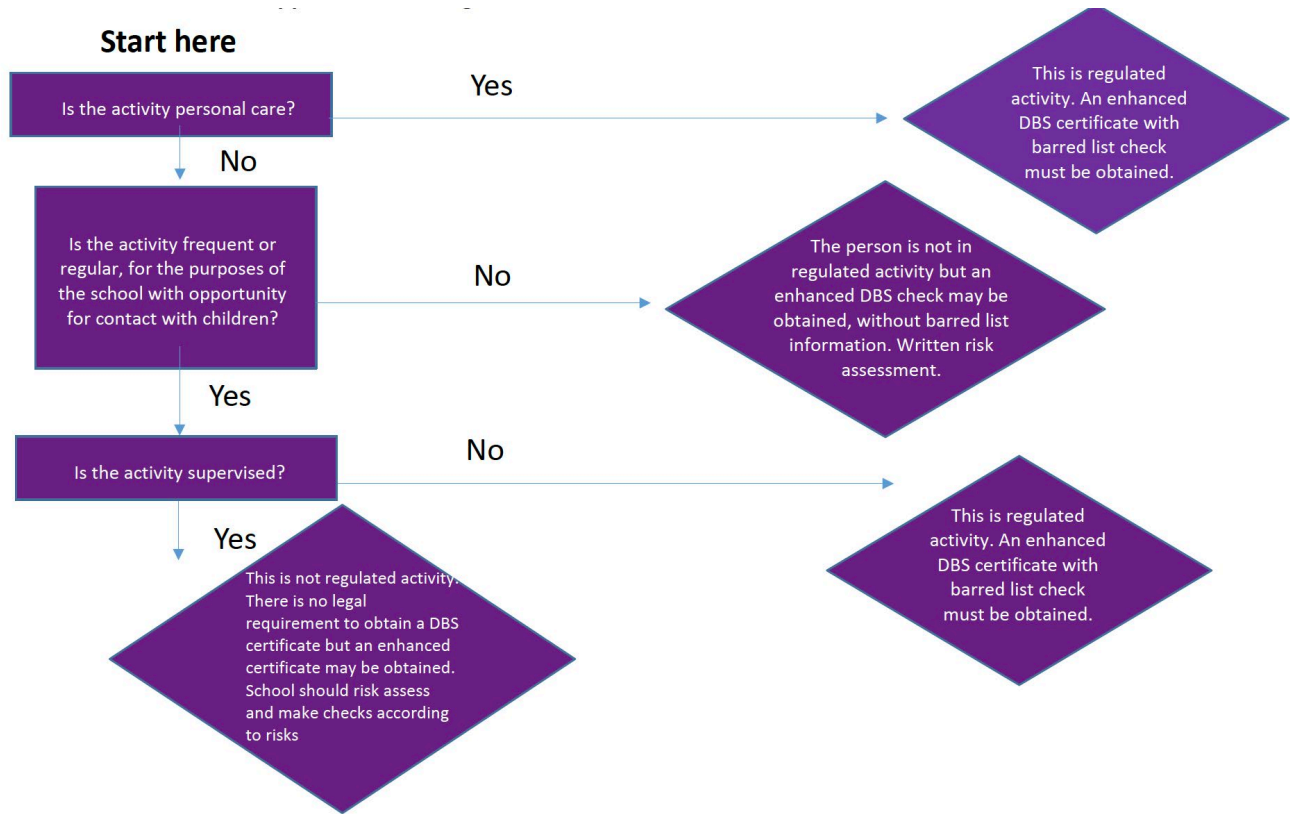 Start here
Is the activity personal care?
Yes
This is regulated
activity. An enhanced
DBS certificate with
barred list check
must be obtained.
No
Is the activity frequent or
regular, for the purposes of
the school with opportunity
for contact with children?
No
The person is not in
regulated activity but an
enhanced DBS check may be
obtained, without barred list
information. Written risk
assessment.
Yes
Is the activity supervised?
No
This is regulated
activity. An enhanced
DBS certificate with
barred list check
must be obtained.
Yes
This is not regulated activity.
There is no legal
requirement to obtain a DBS
certificate but an enhanced
certificate may be obtained.
School should risk assess
and make checks according
to risks